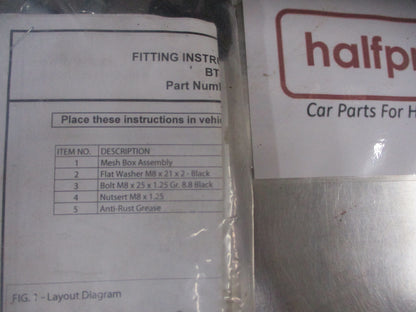 FITTING INSTRU
BT
Part Numb
Place these instructions in vehic
ITEM NO. DESCRIPTION
1 Mesh Box Assembly
2 Flat Washer M8 x 21 x 2 - Black
3 Bolt M8 x 25 x 1.25 Gr. 8.8 Black
4 Nutsert M8 x 1.25
5 Anti-Rust Grease
FIG. 1 - Layout Diagram
halfpr
Car Parts For H